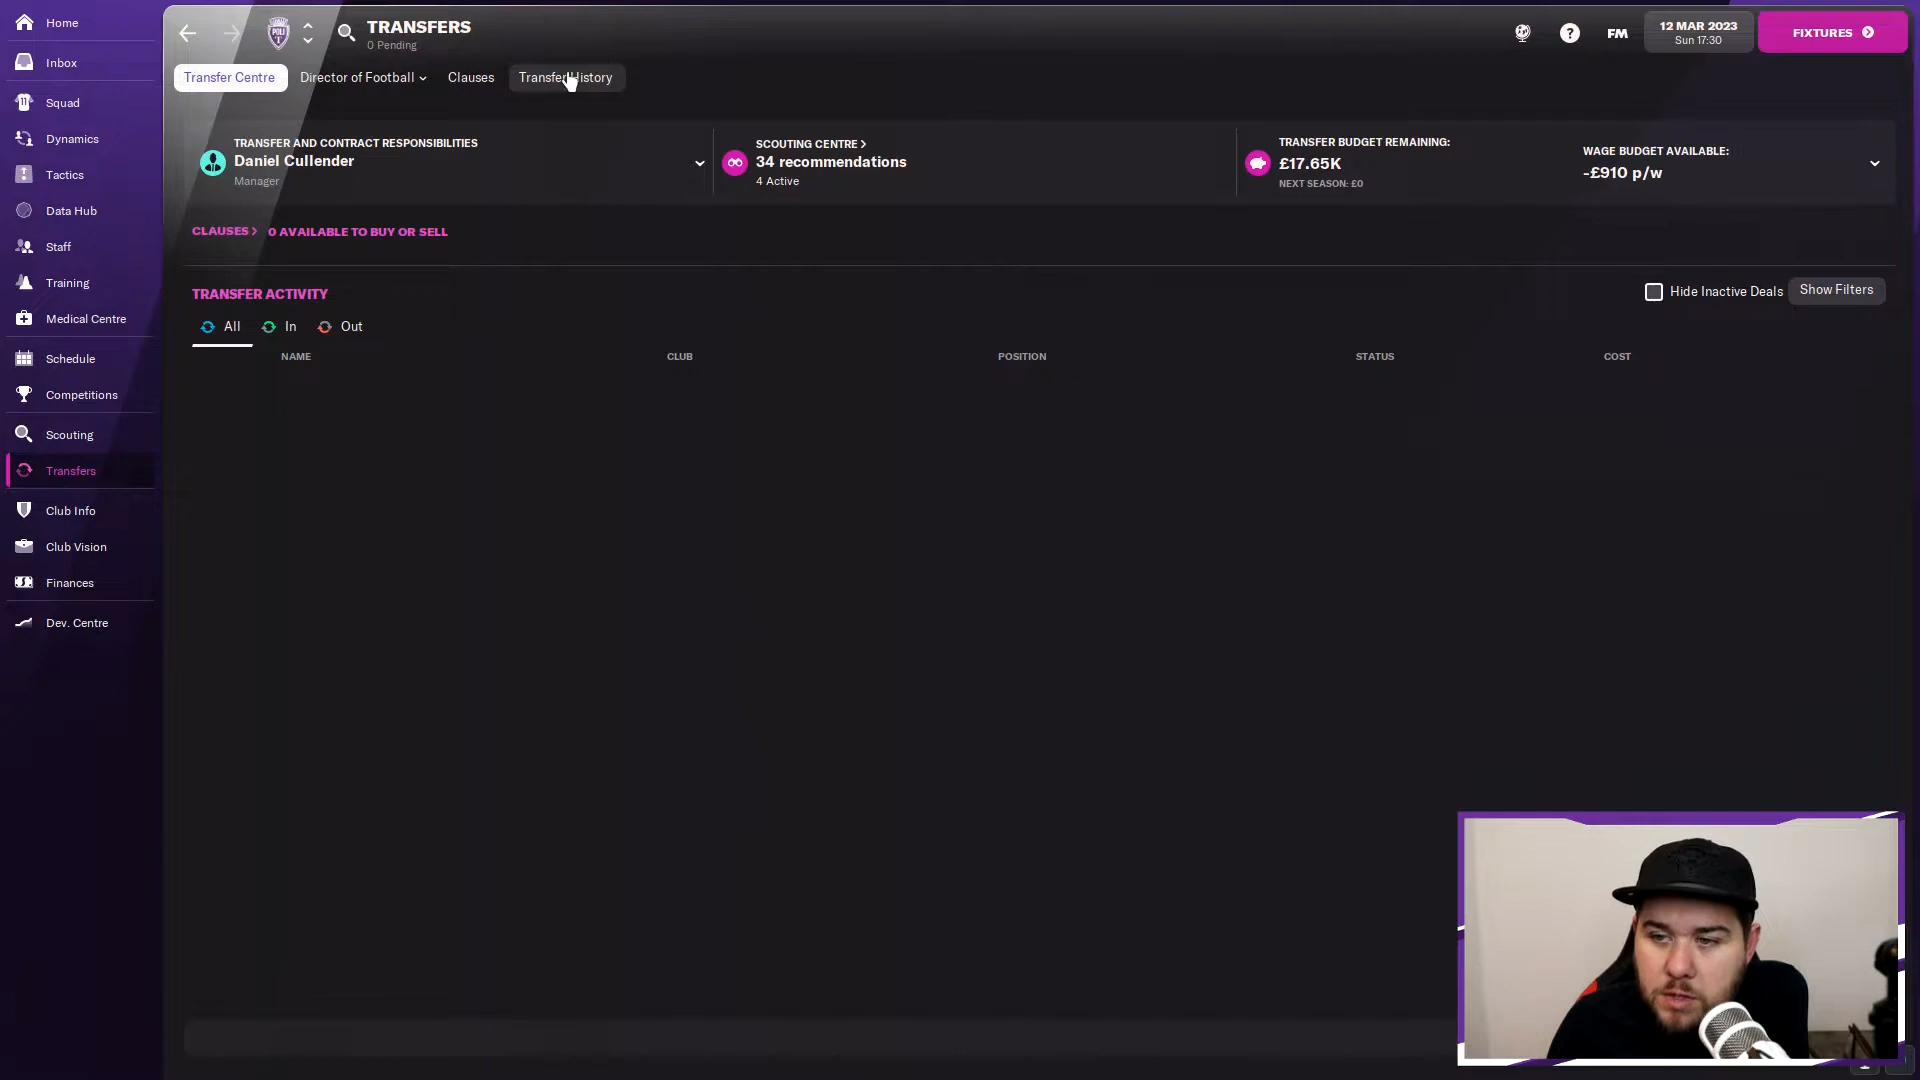 Home
Inbox
Squad
Dynamics
Tactics
Data Hub
Staff
Training
Medical Centre
Schedule
Competitions
Scouting
Transfers
Club Info
Club Vision
Finances
Dev. Centre
POLI
TRANSFERS
0 Pending
?
FM
12 MAR 2023
Sun 17:30
FIXTURES
Transfer Centre
Director of Football
Clauses
Transfer History
TRANSFER AND CONTRACT RESPONSIBILITIES
Daniel Cullender
Manager
SCOUTING CENTRE >
34 recommendations
4 Active
TRANSFER BUDGET REMAINING:
£17.65K
NEXT SEASON: £0
WAGE BUDGET AVAILABLE:
-£910 p/w
CLAUSES > 0 AVAILABLE TO BUY OR SELL
TRANSFER ACTIVITY
Hide Inactive Deals
Show Filters
All
In
Out
NAME
CLUB
POSITION
STATUS
COST